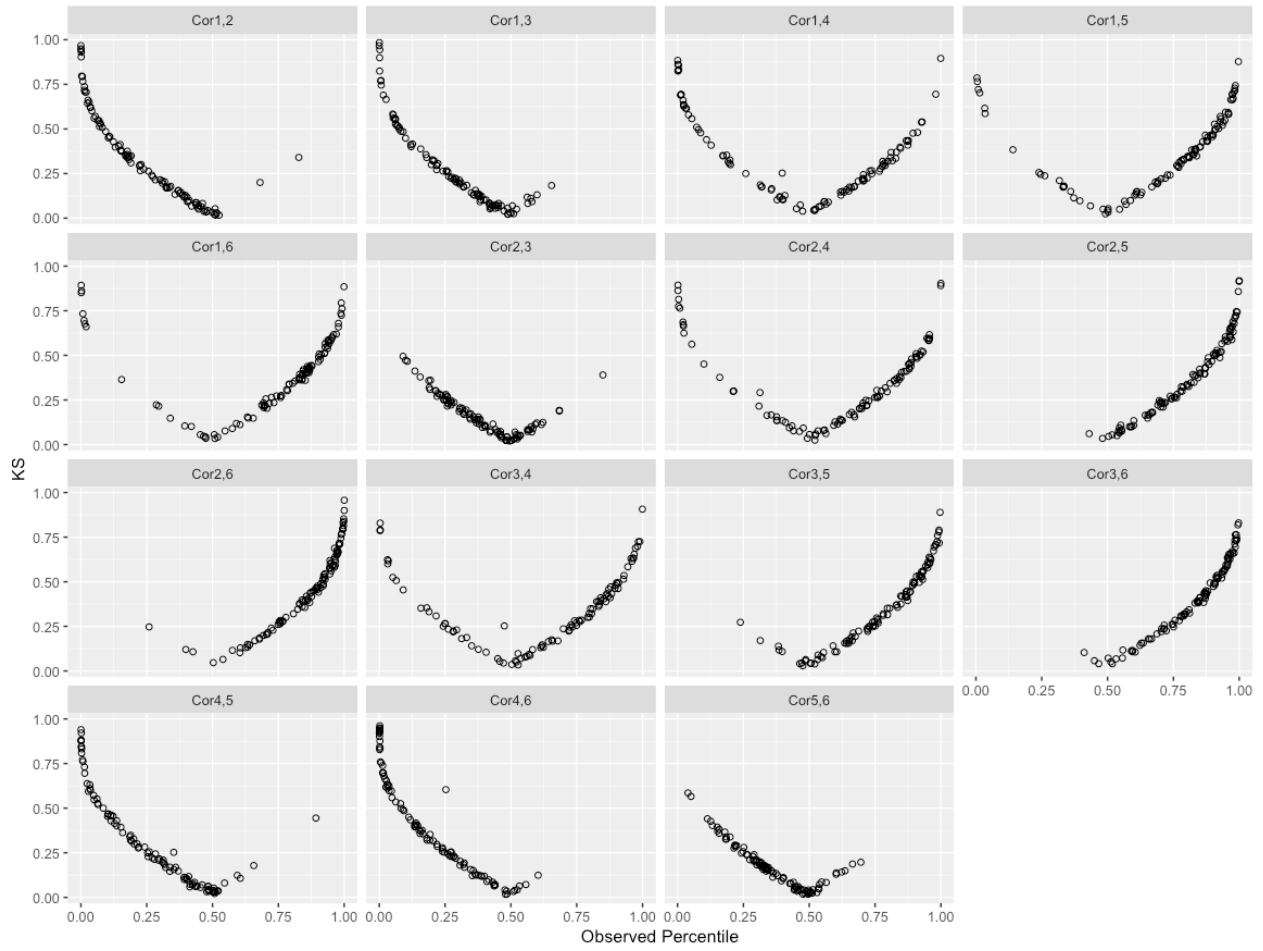 Cor1,2 Cor1,3 Cor1,4 Cor1,5
1.00
0.75
0.50
0.25
0.00
Cor1,6 Cor2,3 Cor2,4 Cor2,5
1.00
0.75
0.50
0.25
0.00
KS
Cor2,6 Cor3,4 Cor3,5 Cor3,6
1.00
0.75
0.50
0.25
0.00
0.00 0.25 0.50 0.75 1.00
Cor4,5 Cor4,6 Cor5,6
1.00
0.75
0.50
0.25
0.00
0.00 0.25 0.50 0.75 1.00 0.00 0.25 0.50 0.75 1.00 0.00 0.25 0.50 0.75 1.00
Observed Percentile